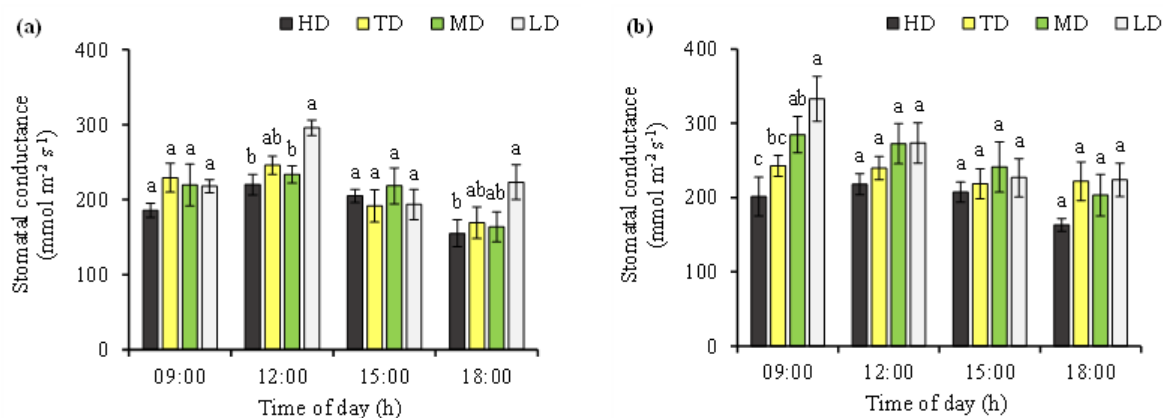 (a)
HD TD MD LD
Stomatal conductance
(mmol m⁻² s⁻¹)
400
300
200
100
0
a a a a
b ab b a
a a a a
b ab ab a
09:00 12:00 15:00 18:00
Time of day (h)
(b)
HD TD MD LD
Stomatal conductance
(mmol m⁻² s⁻¹)
400
300
200
100
0
c bc ab a
a a a a
a a a a
a a a a
09:00 12:00 15:00 18:00
Time of day (h)